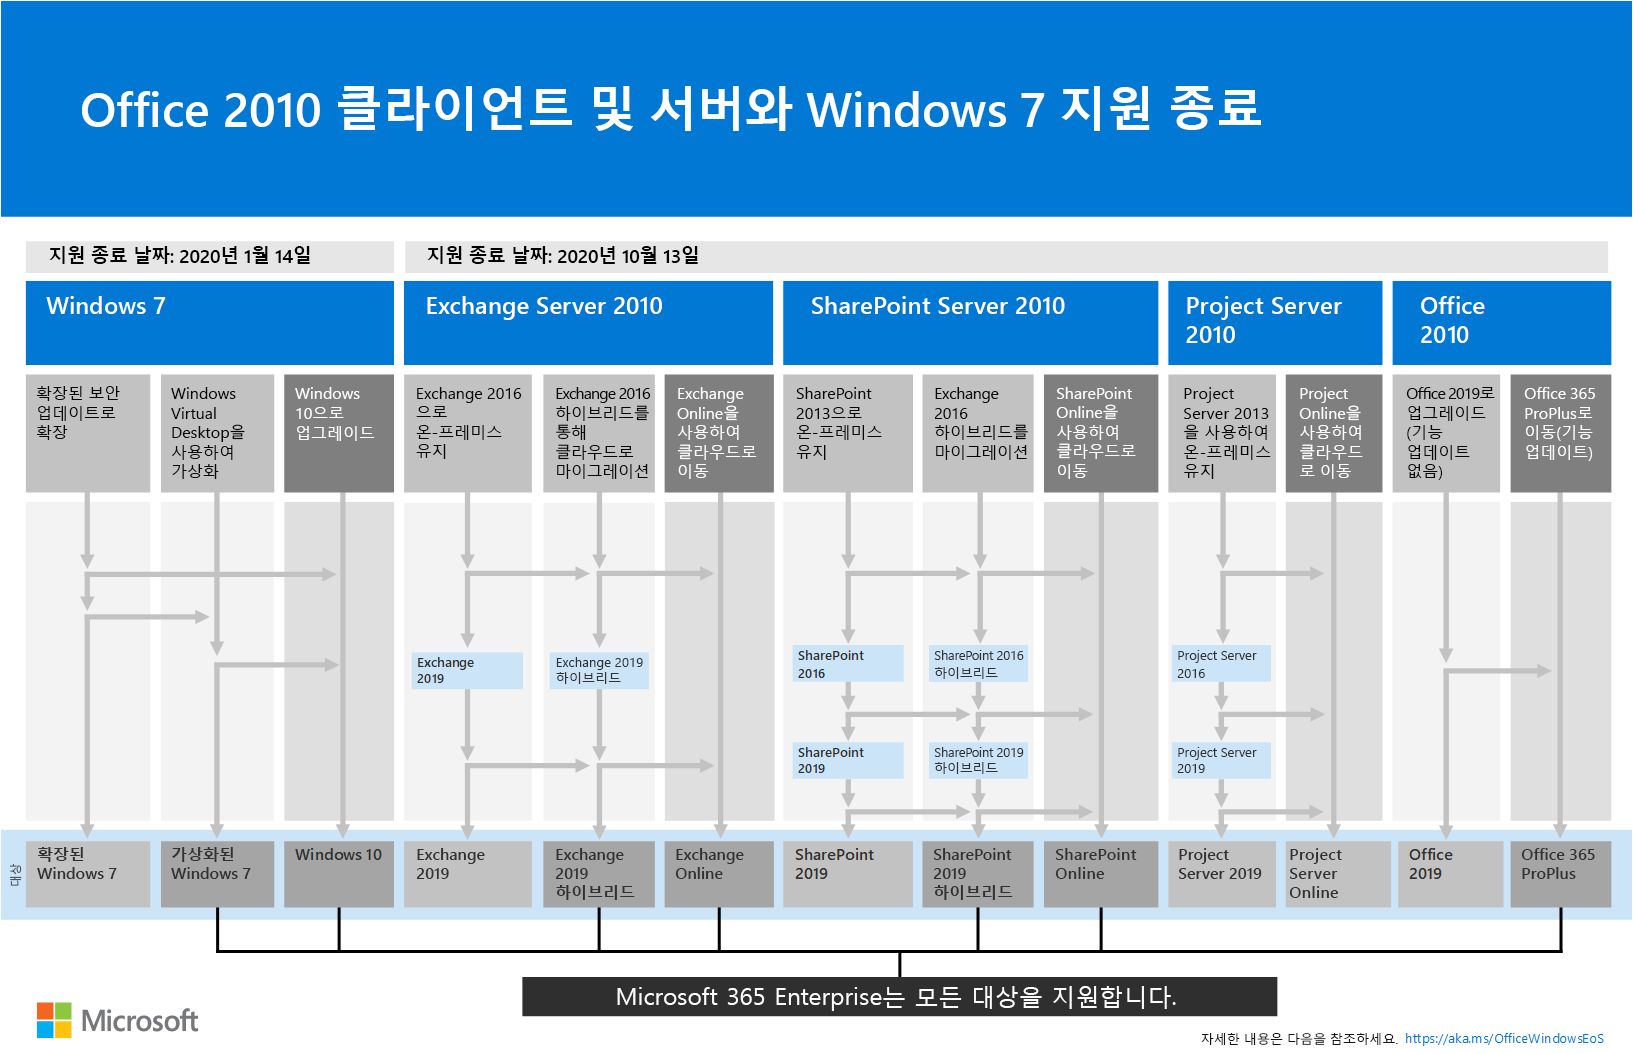 Office 2010 클라이언트 및 서버와 Windows 7 지원 종료
지원 종료 날짜: 2020년 1월 14일
지원 종료 날짜: 2020년 10월 13일
Windows 7
Exchange Server 2010
SharePoint Server 2010
Project Server
2010
Office
2010
확장된 보안
업데이트로
확장
Windows
Virtual
Desktop을
사용하여
가상화
Windows
10으로
업그레이드
Exchange 2016
으로
온-프레미스
유지
Exchange 2016
하이브리드를
통해
클라우드로
마이그레이션
Exchange
Online을
사용하여
클라우드로
이동
SharePoint
2013으로
온-프레미스
유지
Exchange
2016
하이브리드를
마이그레이션
SharePoint
Online을
사용하여
클라우드로
이동
Project
Server 2013
을 사용하여
온-프레미스
유지
Project
Online을
사용하여
클라우드
로 이동
Office 2019로
업그레이드
(기능
업데이트
없음)
Office 365
ProPlus로
이동(기능
업데이트)
Exchange
2019
Exchange 2019
하이브리드
SharePoint
2016
SharePoint 2016
하이브리드
Project Server
2016
SharePoint
2019
SharePoint 2019
하이브리드
Project Server
2019
대상
확장된
Windows 7
가상화된
Windows 7
Windows 10
Exchange
2019
Exchange
2019
하이브리드
Exchange
Online
SharePoint
2019
SharePoint
2019
하이브리드
SharePoint
Online
Project
Server 2019
Project
Server
Online
Office
2019
Office 365
ProPlus
Microsoft 365 Enterprise는 모든 대상을 지원합니다.
Microsoft
자세한 내용은 다음을 참조하세요. https://aka.ms/OfficeWindowsEoS